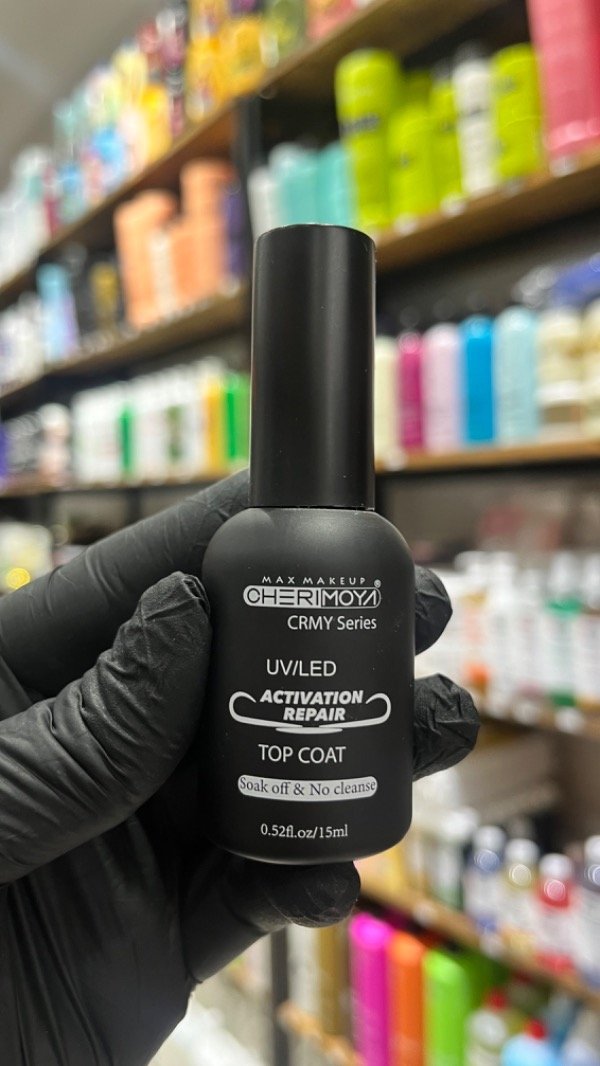 MAX MAKEUP
CHERIMOYA®
CRMY Series
UV/LED
ACTIVATION
REPAIR
TOP COAT
Soak off & No cleanse
0.52fl.oz/15ml